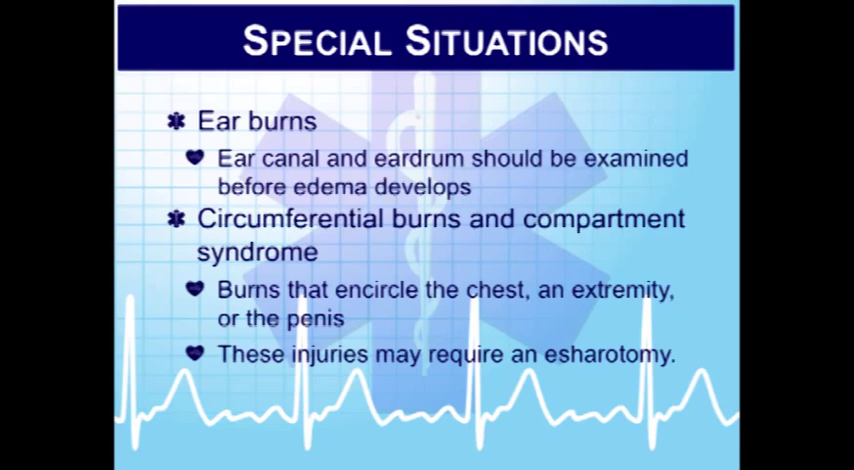 SPECIAL SITUATIONS
Ear burns
Ear canal and eardrum should be examined
before edema develops
Circumferential burns and compartment
syndrome
Burns that encircle the chest, an extremity,
or the penis
These injuries may require an esharotomy.